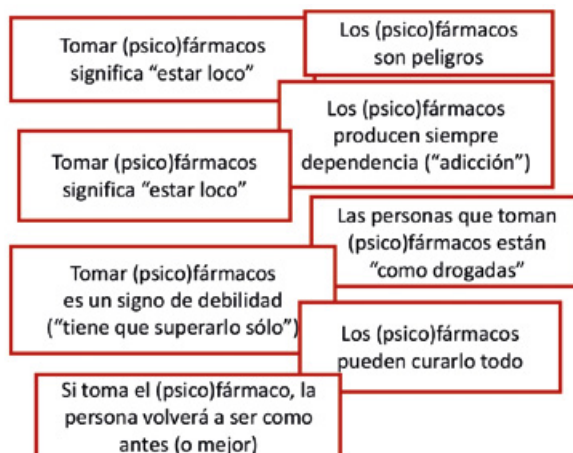 Tomar (psico)fármacos
significa “estar loco”
Los (psico)fármacos
son peligros
Los (psico)fármacos
producen siempre
dependencia (“adicción”)
Tomar (psico)fármacos
significa “estar loco”
Las personas que toman
(psico)fármacos están
“como drogadas”
Tomar (psico)fármacos
es un signo de debilidad
(“tiene que superarlo sólo”)
Los (psico)fármacos
pueden curarlo todo
Si toma el (psico)fármaco, la
persona volverá a ser como
antes (o mejor)